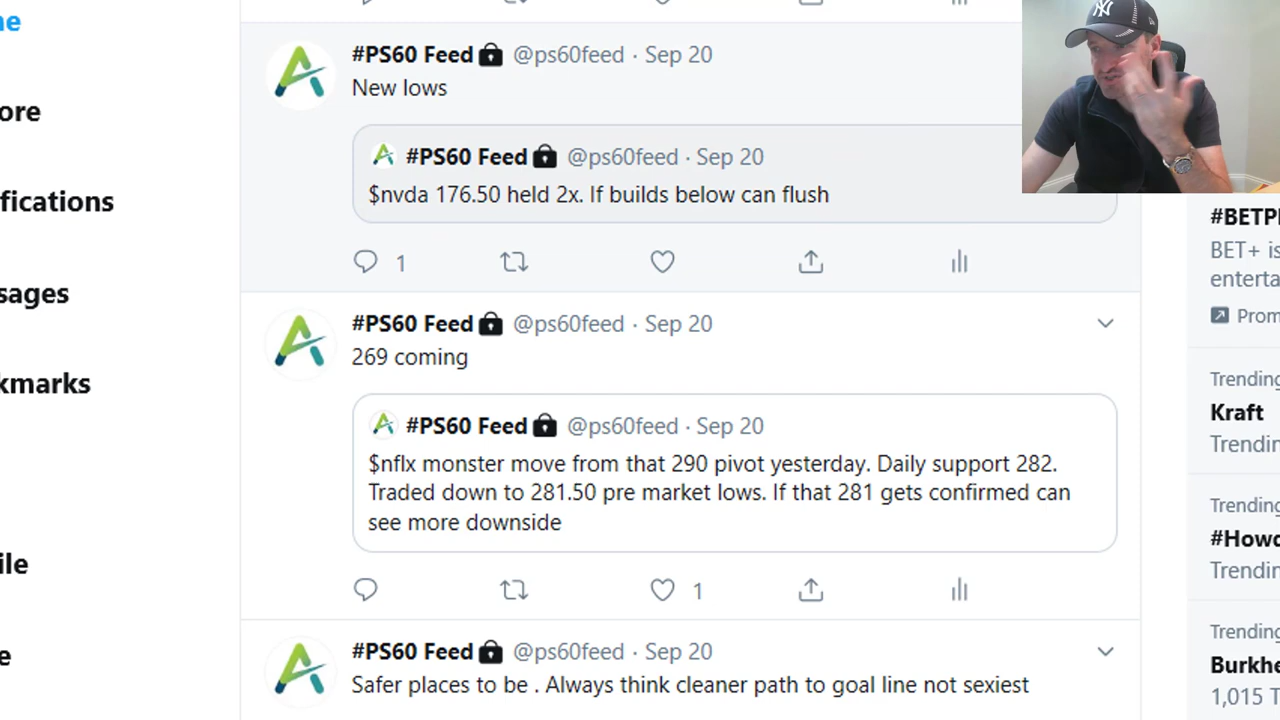 ne
#PS60 Feed @ps60feed · Sep 20
New lows
ore
#PS60 Feed @ps60feed · Sep 20
$nvda 176.50 held 2x. If builds below can flush
fications
1
sages
#PS60 Feed @ps60feed · Sep 20
269 coming
kmarks
#PS60 Feed @ps60feed · Sep 20
$nflx monster move from that 290 pivot yesterday. Daily support 282.
Traded down to 281.50 pre market lows. If that 281 gets confirmed can
see more downside
ile
1
e
#PS60 Feed @ps60feed · Sep 20
Safer places to be . Always think cleaner path to goal line not sexiest
NY
#BETPl
BET+ is
enterta
Prom
Trending
Kraft
Trendin
Trending
#Howd
Trendin
Trending
Burkhe
1,015 T